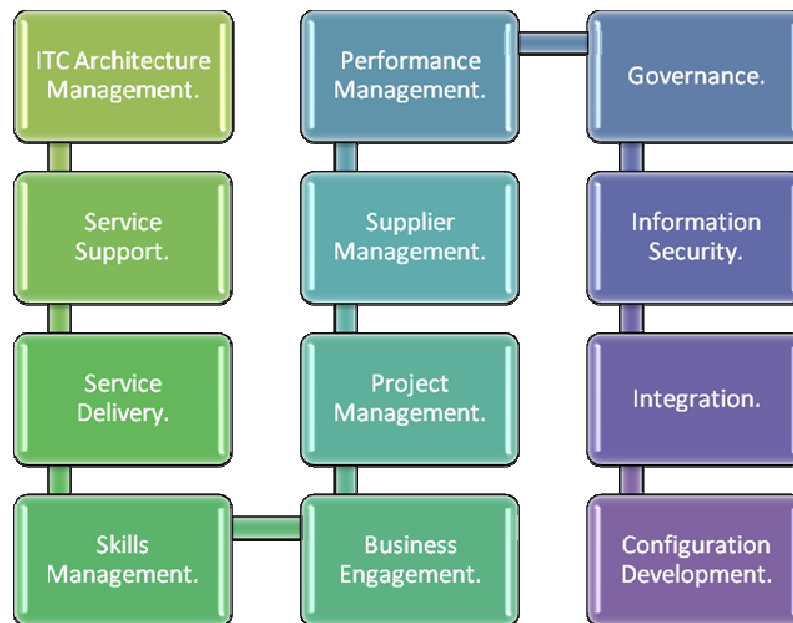 ITC Architecture
Management.
Service
Support.
Service
Delivery.
Skills
Management.
Business
Engagement.
Project
Management.
Supplier
Management.
Performance
Management.
Governance.
Information
Security.
Integration.
Configuration
Development.